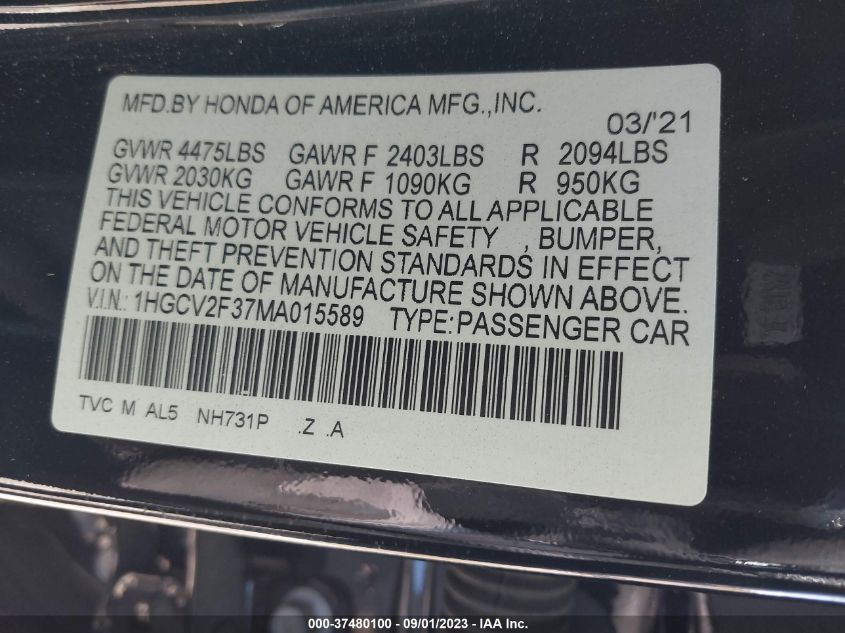 MFD.BY HONDA OF AMERICA MFG.,INC.
03/'21
GVWR 4475LBS GAWR F 2403LBS R 2094LBS
GVWR 2030KG GAWR F 1090KG R 950KG
THIS VEHICLE CONFORMS TO ALL APPLICABLE
FEDERAL MOTOR VEHICLE SAFETY , BUMPER,
AND THEFT PREVENTION STANDARDS IN EFFECT
ON THE DATE OF MANUFACTURE SHOWN ABOVE.
V.I.N.: 1HGCV2F37MA015589 TYPE:PASSENGER CAR
TVC M AL5 NH731P .Z .A
000-37480100 - 09/01/2023 - IAA Inc.